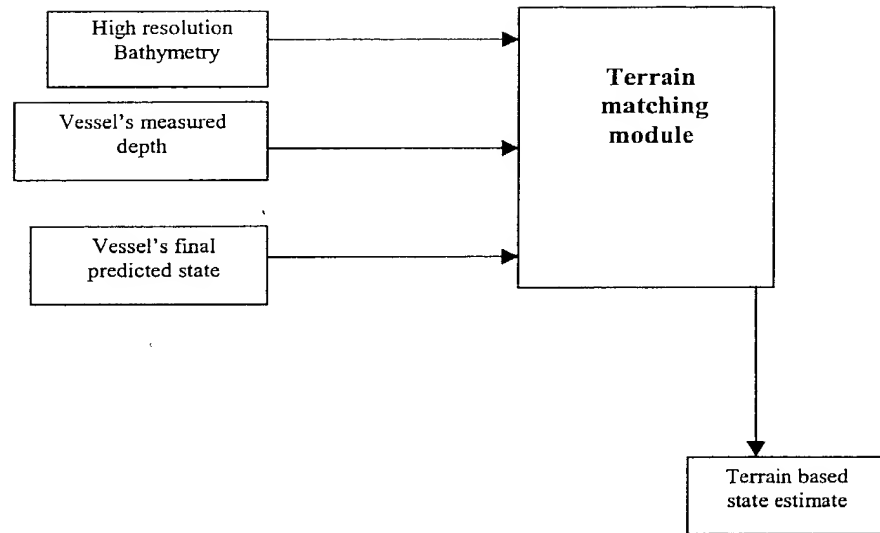 High resolution
Bathymetry
Vessel's measured
depth
Vessel's final
predicted state
Terrain
matching
module
Terrain based
state estimate